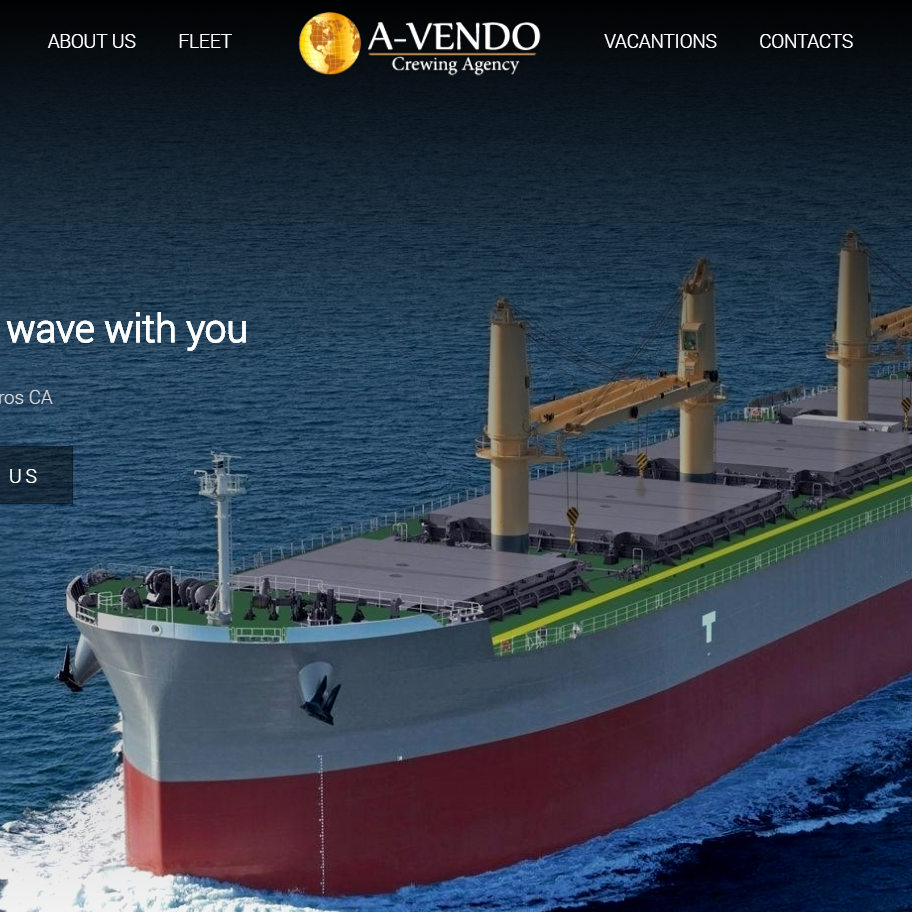 ABOUT US
FLEET
A-VENDO
Crewing Agency
VACANTIONS
CONTACTS
wave with you
ros CA
US
T